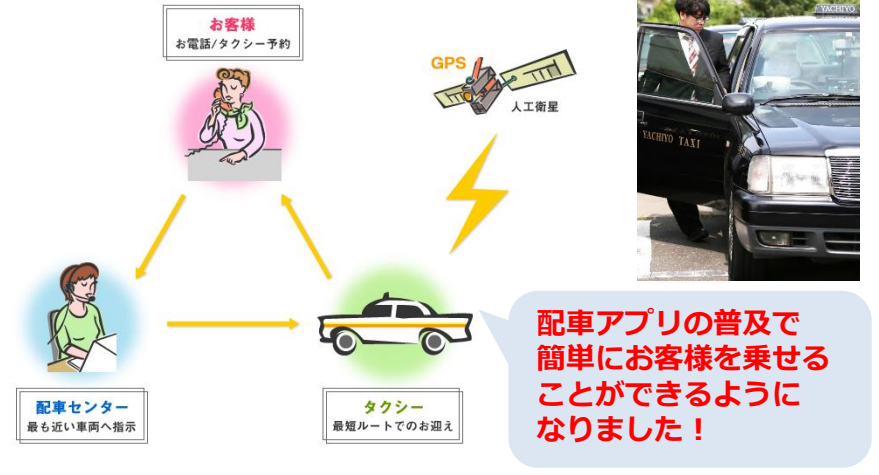 お客様
お電話/タクシー予約
GPS
人工衛星
YACHIYO
YACHIYO TAXI
配車センター
最も近い車両へ指示
タクシー
最短ルートでのお迎え
配車アプリの普及で
簡単にお客様を乗せる
ことができるように
なりました！